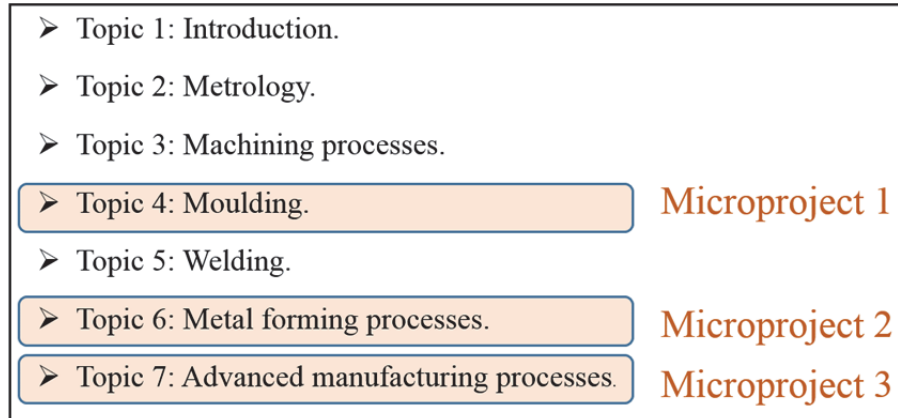 ➤ Topic 1: Introduction.
➤ Topic 2: Metrology.
➤ Topic 3: Machining processes.
➤ Topic 4: Moulding. Microproject 1
➤ Topic 5: Welding.
➤ Topic 6: Metal forming processes. Microproject 2
➤ Topic 7: Advanced manufacturing processes. Microproject 3